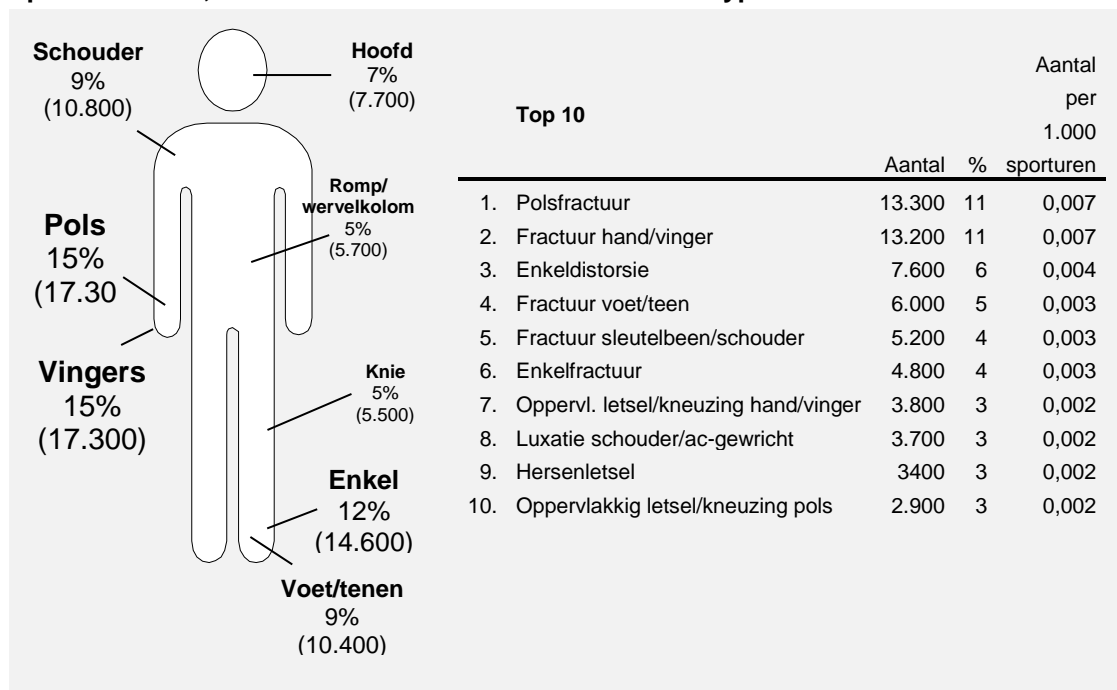 Schouder
9%
(10.800)
Hoofd
7%
(7.700)
Romp/
wervelkolom
5%
(5.700)
Pols
15%
(17.30
Vingers
15%
(17.300)
Knie
5%
(5.500)
Enkel
12%
(14.600)
Voet/tenen
9%
(10.400)
Aantal
per
Top 10
1.000
Aantal % sporturen
1. Polsfractuur 13.300 11 0,007
2. Fractuur hand/vinger 13.200 11 0,007
3. Enkeldistorsie 7.600 6 0,004
4. Fractuur voet/teen 6.000 5 0,003
5. Fractuur sleutelbeen/schouder 5.200 4 0,003
6. Enkelfractuur 4.800 4 0,003
7. Oppervl. letsel/kneuzing hand/vinger 3.800 3 0,002
8. Luxatie schouder/ac-gewricht 3.700 3 0,002
9. Hersenletsel 3400 3 0,002
10. Oppervlakkig letsel/kneuzing pols 2.900 3 0,002